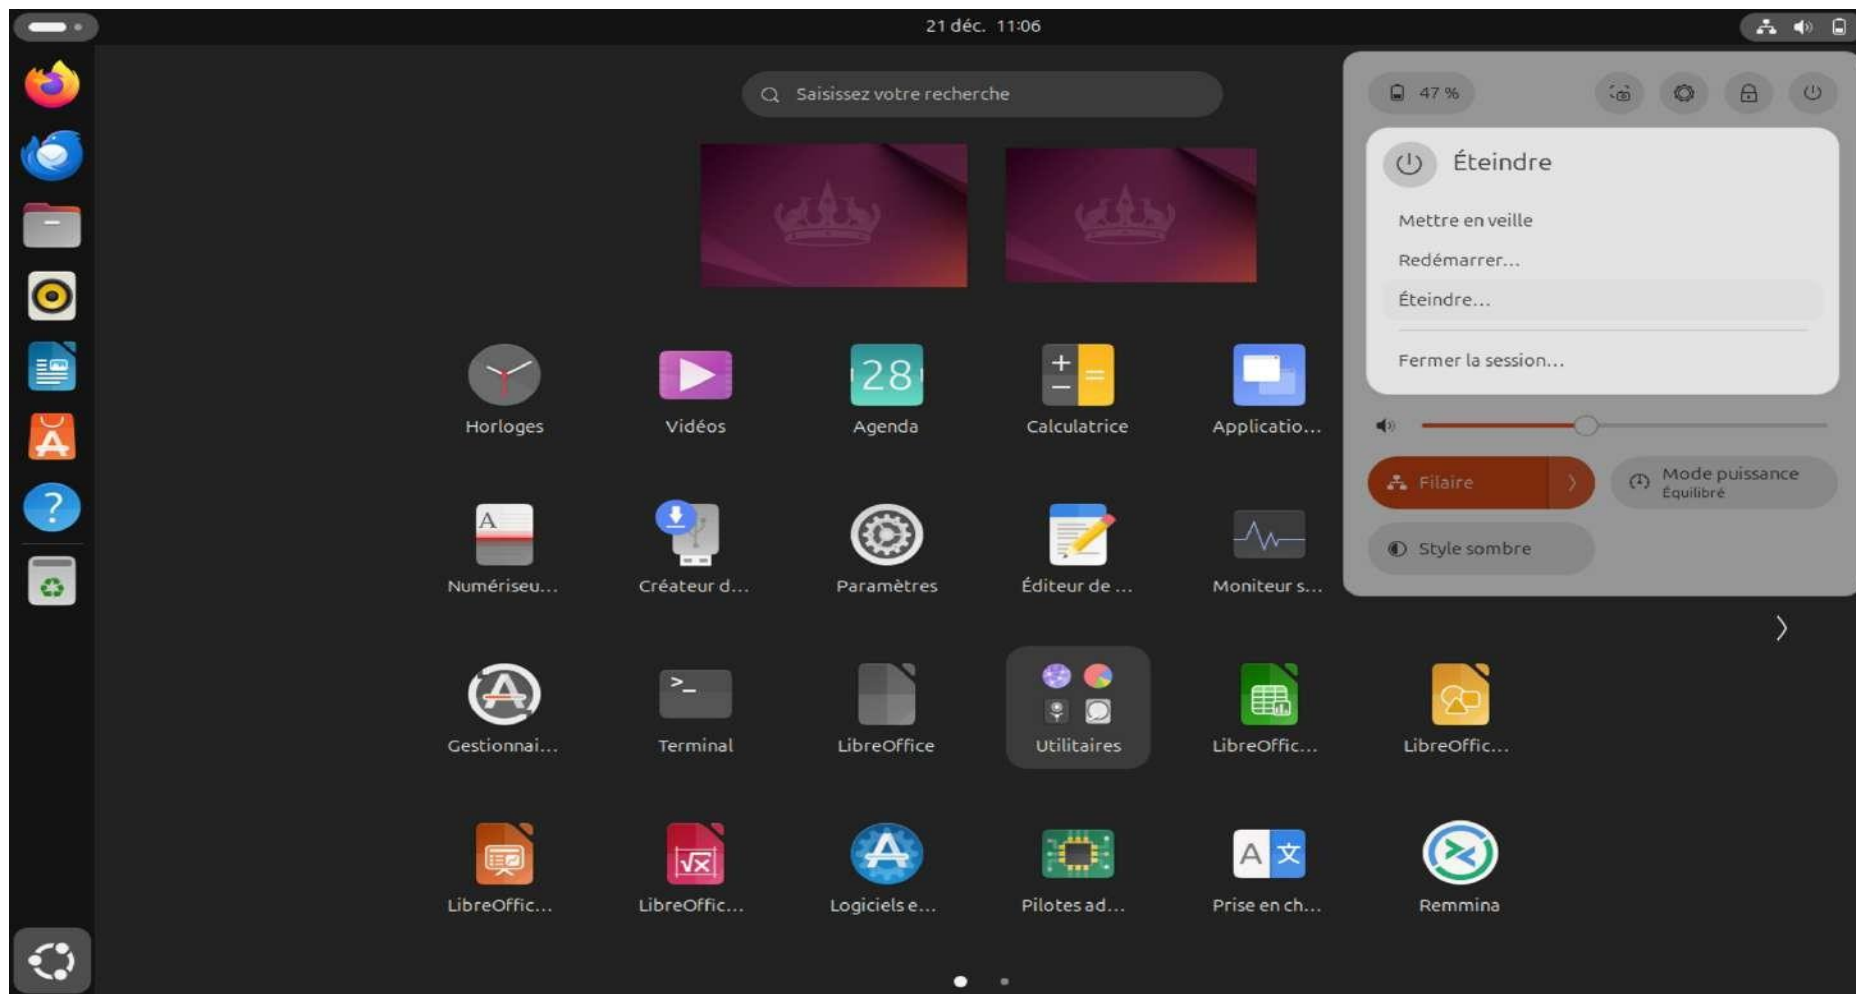 21 déc. 11:06
Saisissez votre recherche
47 %
Éteindre
Mettre en veille
Redémarrer...
Éteindre...
Fermer la session...
Filaire
Mode puissance
Équilibré
Style sombre
28
Horloges
Vidéos
Agenda
Calculatrice
Applicatio...
A
Numériseu...
Créateur d...
Paramètres
Éditeur de ...
Moniteur s...
>_
Gestionnai...
Terminal
LibreOffice
Utilitaires
LibreOffic...
LibreOffic...
√x
A 文
LibreOffic...
LibreOffic...
Logiciels e...
Pilotes ad...
Prise en ch...
Remmina